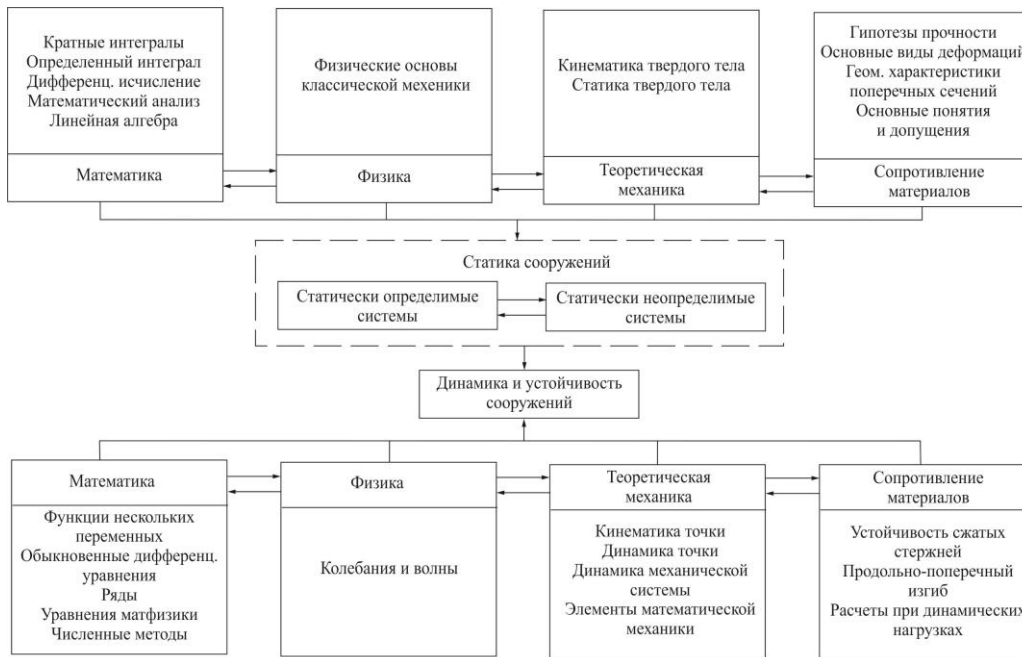 Кратные интегралы
Определенный интеграл
Дифференц. исчисление
Математический анализ
Линейная алгебра
Математика
Физические основы
классической мехеники
Физика
Кинематика твердого тела
Статика твердого тела
Теоретическая
механика
Гипотезы прочности
Основные виды деформаций
Геом. характеристики
поперечных сечений
Основные понятия
и допущения
Сопротивление
материалов
Статика сооружений
Статически определимые
системы
Статически неопределимые
системы
Динамика и устойчивость
сооружений
Математика
Функции нескольких
переменных
Обыкновенные дифференц.
уравнения
Ряды
Уравнения матфизики
Численные методы
Физика
Колебания и волны
Теоретическая
механика
Кинематика точки
Динамика точки
Динамика механической
системы
Элементы математической
механики
Сопротивление
материалов
Устойчивость сжатых
стержней
Продольно-поперечный
изгиб
Расчеты при динамических
нагрузках